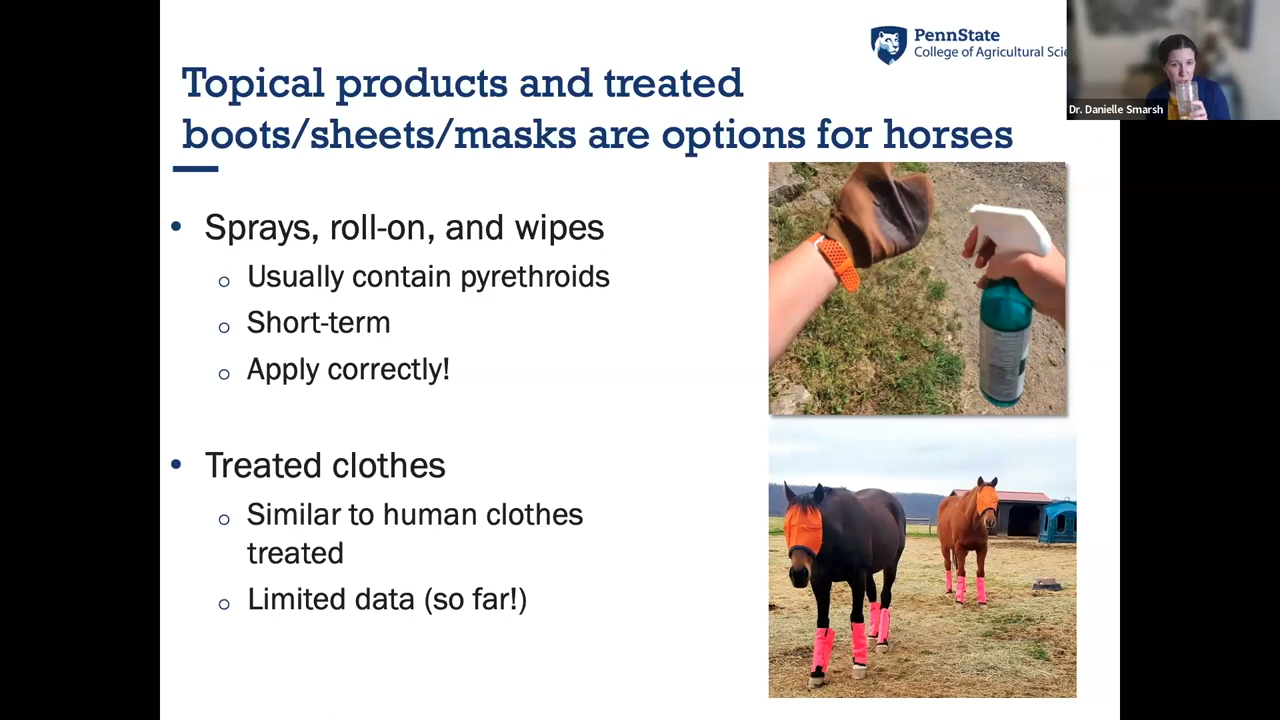 PennState
College of Agricultural Scie
Dr. Danielle Smarsh
Topical products and treated
boots/sheets/masks are options for horses
• Sprays, roll-on, and wipes
o Usually contain pyrethroids
o Short-term
o Apply correctly!
• Treated clothes
o Similar to human clothes
treated
o Limited data (so far!)